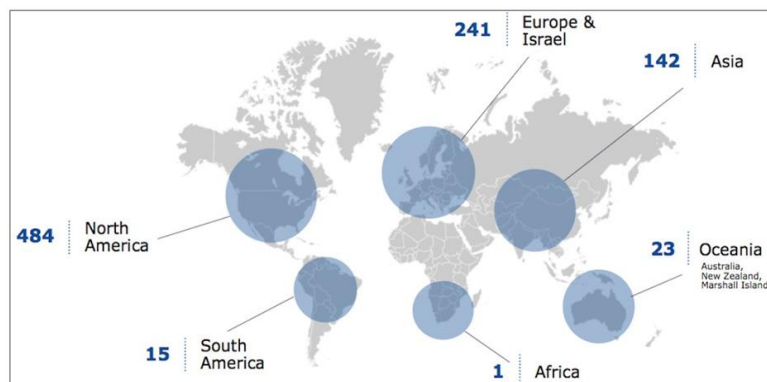 241 Europe &
Israel
142 Asia
484 North
America
23 Oceania
Australia,
New Zealand,
Marshall Island
15 South
America
1 Africa